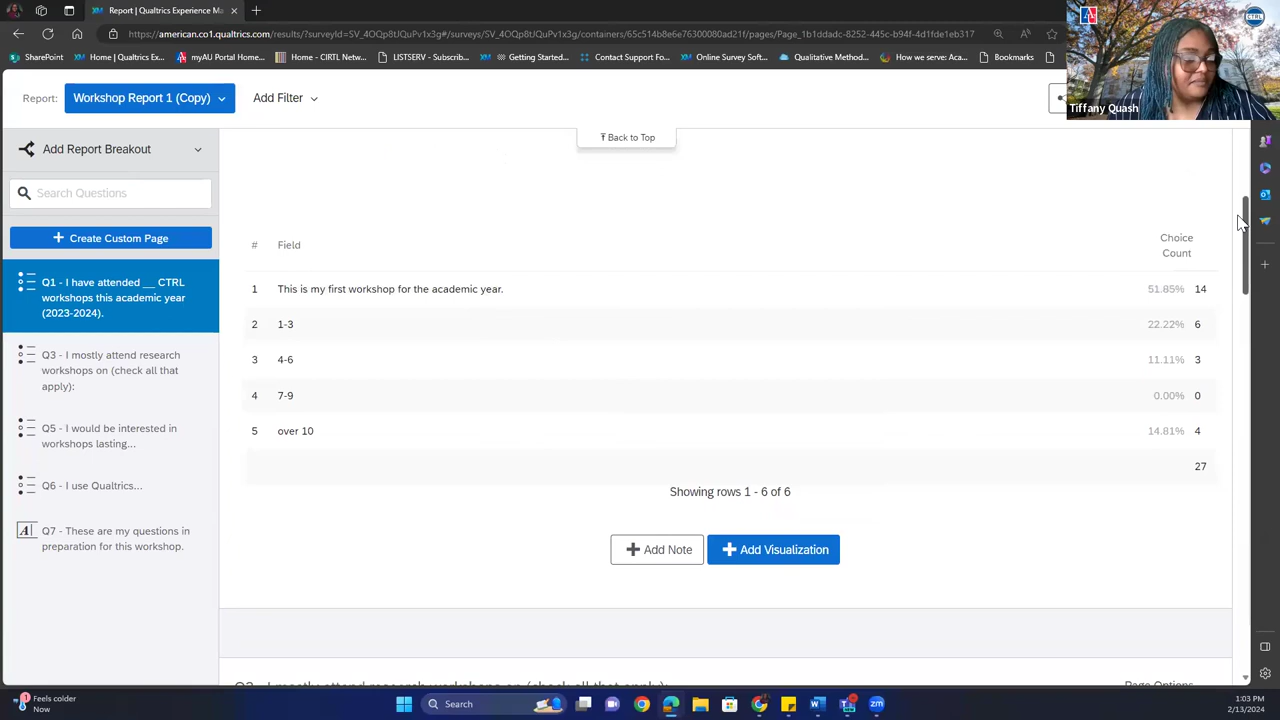 Report | Qualtrics Experience Ma
https://american.co1.qualtrics.com/results/?surveyId=SV_4OQp8tUQuPv1x3g#/surveys/SV_4OQp8tUQuPv1x3g/containers/65c514b8e6e76300080ad21f/pages/Page_1b1ddadc-8252-445c-b94f-4d1fde1eb317
SharePoint
Home | Qualtrics Ex...
myAU Portal Home...
Home - CIRTL Netw...
LISTSERV - Subscrib...
Getting Started...
Contact Support Fo...
Online Survey Soft...
Qualitative Method...
How we serve: Aca...
Bookmarks
CTRL
Tiffany Quash
Report:
Workshop Report 1 (Copy)
Add Filter
Add Report Breakout
Search Questions
Create Custom Page
Q1 - I have attended __ CTRL
workshops this academic year
(2023-2024).
Q3 - I mostly attend research
workshops on (check all that
apply):
Q5 - I would be interested in
workshops lasting...
Q6 - I use Qualtrics...
A
Q7 - These are my questions in
preparation for this workshop.
Back to Top
# Field Choice
Count
1 This is my first workshop for the academic year. 51.85% 14
2 1-3 22.22% 6
3 4-6 11.11% 3
4 7-9 0.00% 0
5 over 10 14.81% 4
27
Showing rows 1 - 6 of 6
Add Note
Add Visualization
Feels colder
Now
Search
1:03 PM
2/13/2024